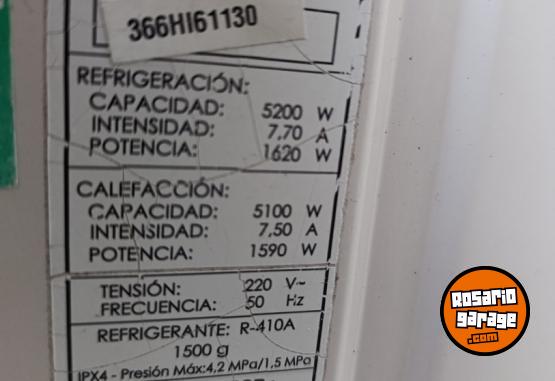 366HI61130
REFRIGERACIÓN:
CAPACIDAD: 5200 W
INTENSIDAD: 7,70 A
POTENCIA: 1620 W
CALEFACCIÓN:
CAPACIDAD: 5100 W
INTENSIDAD: 7,50 A
POTENCIA: 1590 W
TENSIÓN: 220 V~
FRECUENCIA: 50 Hz
REFRIGERANTE: R-410A
1500 g
IPX4 - Presión Máx:4,2 MPa/1,5 MPa
Rosario
garage
.com